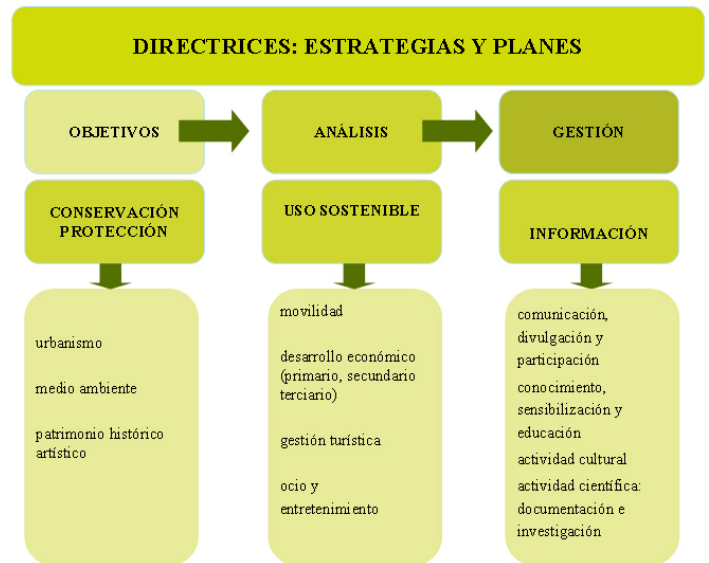 DIRECTRICES: ESTRATEGIAS Y PLANES
OBJETIVOS
ANÁLISIS
GESTIÓN
CONSERVACIÓN
PROTECCIÓN
USO SOSTENIBLE
INFORMACIÓN
urbanismo
medio ambiente
patrimonio histórico
artístico
movilidad
desarrollo económico
(primario, secundario
terciario)
gestión turística
ocio y
entretenimiento
comunicación,
divulgación y
participación
conocimiento,
sensibilización y
educación
actividad cultural
actividad científica:
documentación e
investigación